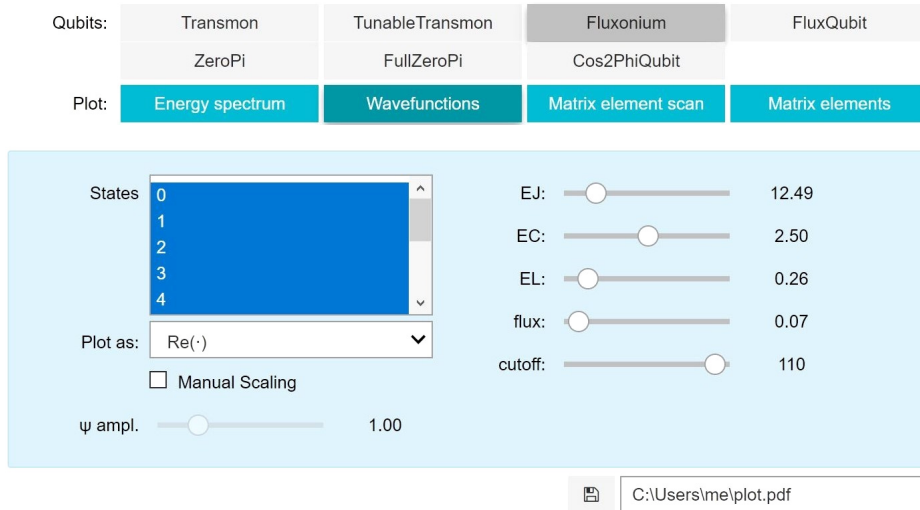 Qubits: Transmon TunableTransmon Fluxonium FluxQubit
ZeroPi FullZeroPi Cos2PhiQubit
Plot: Energy spectrum Wavefunctions Matrix element scan Matrix elements
States
0
1
2
3
4
Plot as: Re(·)
Manual Scaling
ψ ampl. 1.00
EJ: 12.49
EC: 2.50
EL: 0.26
flux: 0.07
cutoff: 110
C:\Users\me\plot.pdf